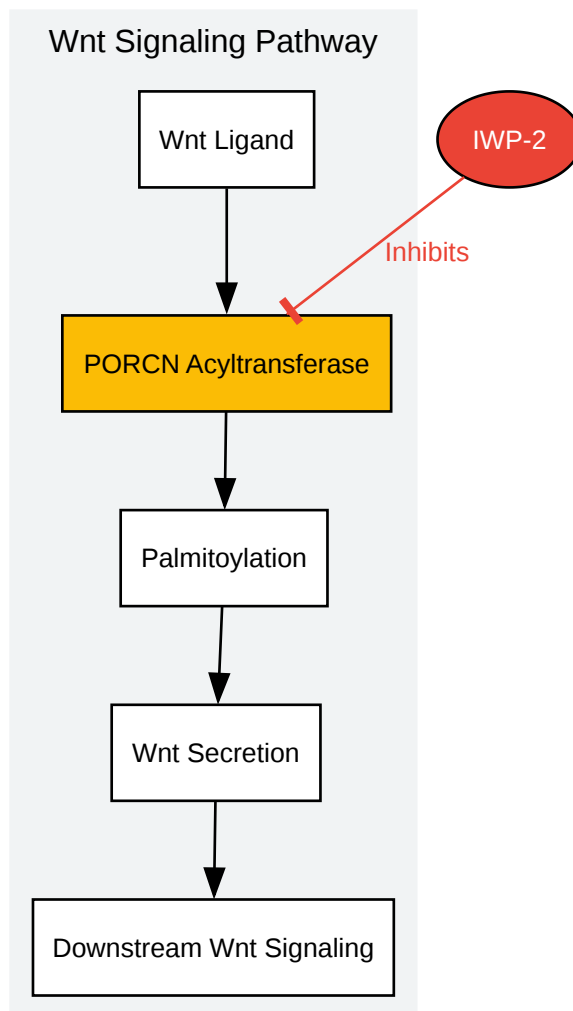 Wnt Signaling Pathway
Wnt Ligand
IWP-2
Inhibits
PORCN Acyltransferase
Palmitoylation
Wnt Secretion
Downstream Wnt Signaling